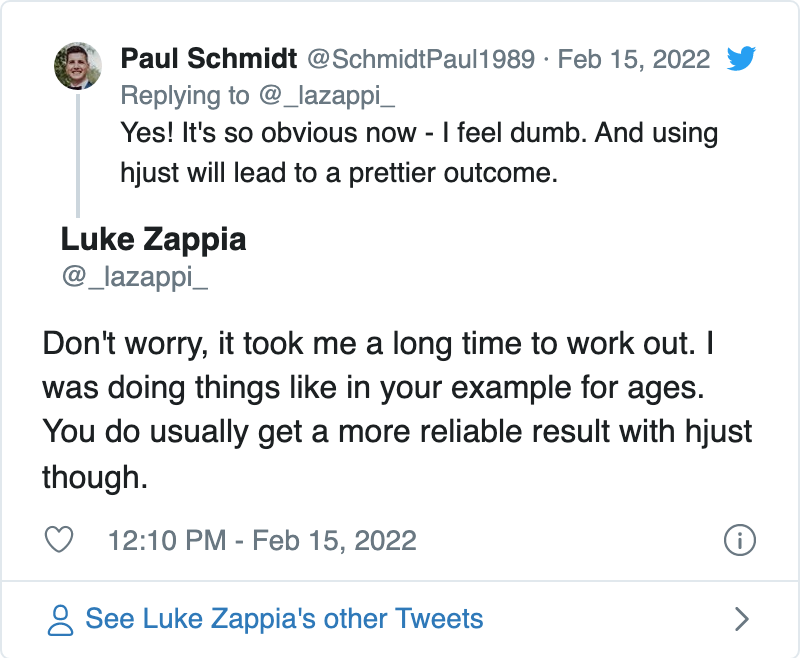 Paul Schmidt @SchmidtPaul1989 · Feb 15, 2022
Replying to @_lazappi_
Yes! It's so obvious now - I feel dumb. And using
hjust will lead to a prettier outcome.
Luke Zappia
@_lazappi_
Don't worry, it took me a long time to work out. I
was doing things like in your example for ages.
You do usually get a more reliable result with hjust
though.
12:10 PM - Feb 15, 2022
See Luke Zappia's other Tweets